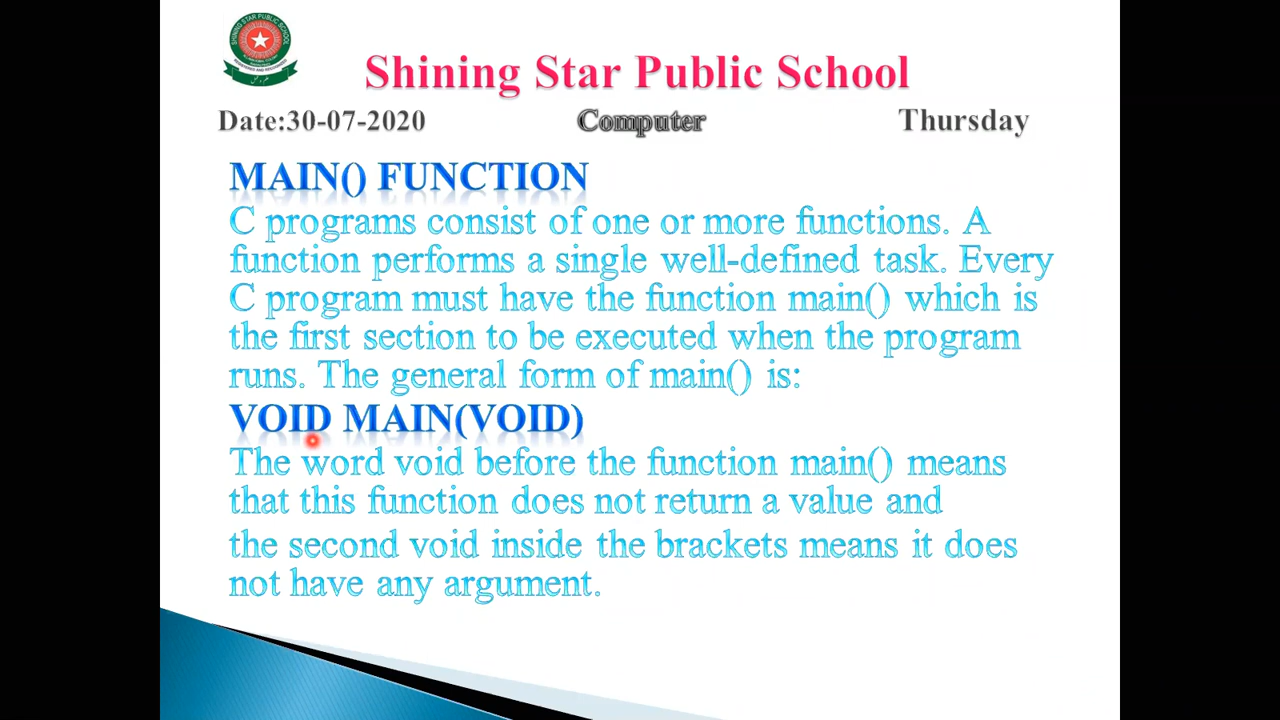 SHINING STAR PUBLIC SCHOOL
Shining Star Public School
Date:30-07-2020 Computer Thursday
MAIN() FUNCTION
C programs consist of one or more functions. A
function performs a single well-defined task. Every
C program must have the function main() which is
the first section to be executed when the program
runs. The general form of main() is:
VOID MAIN(VOID)
The word void before the function main() means
that this function does not return a value and
the second void inside the brackets means it does
not have any argument.